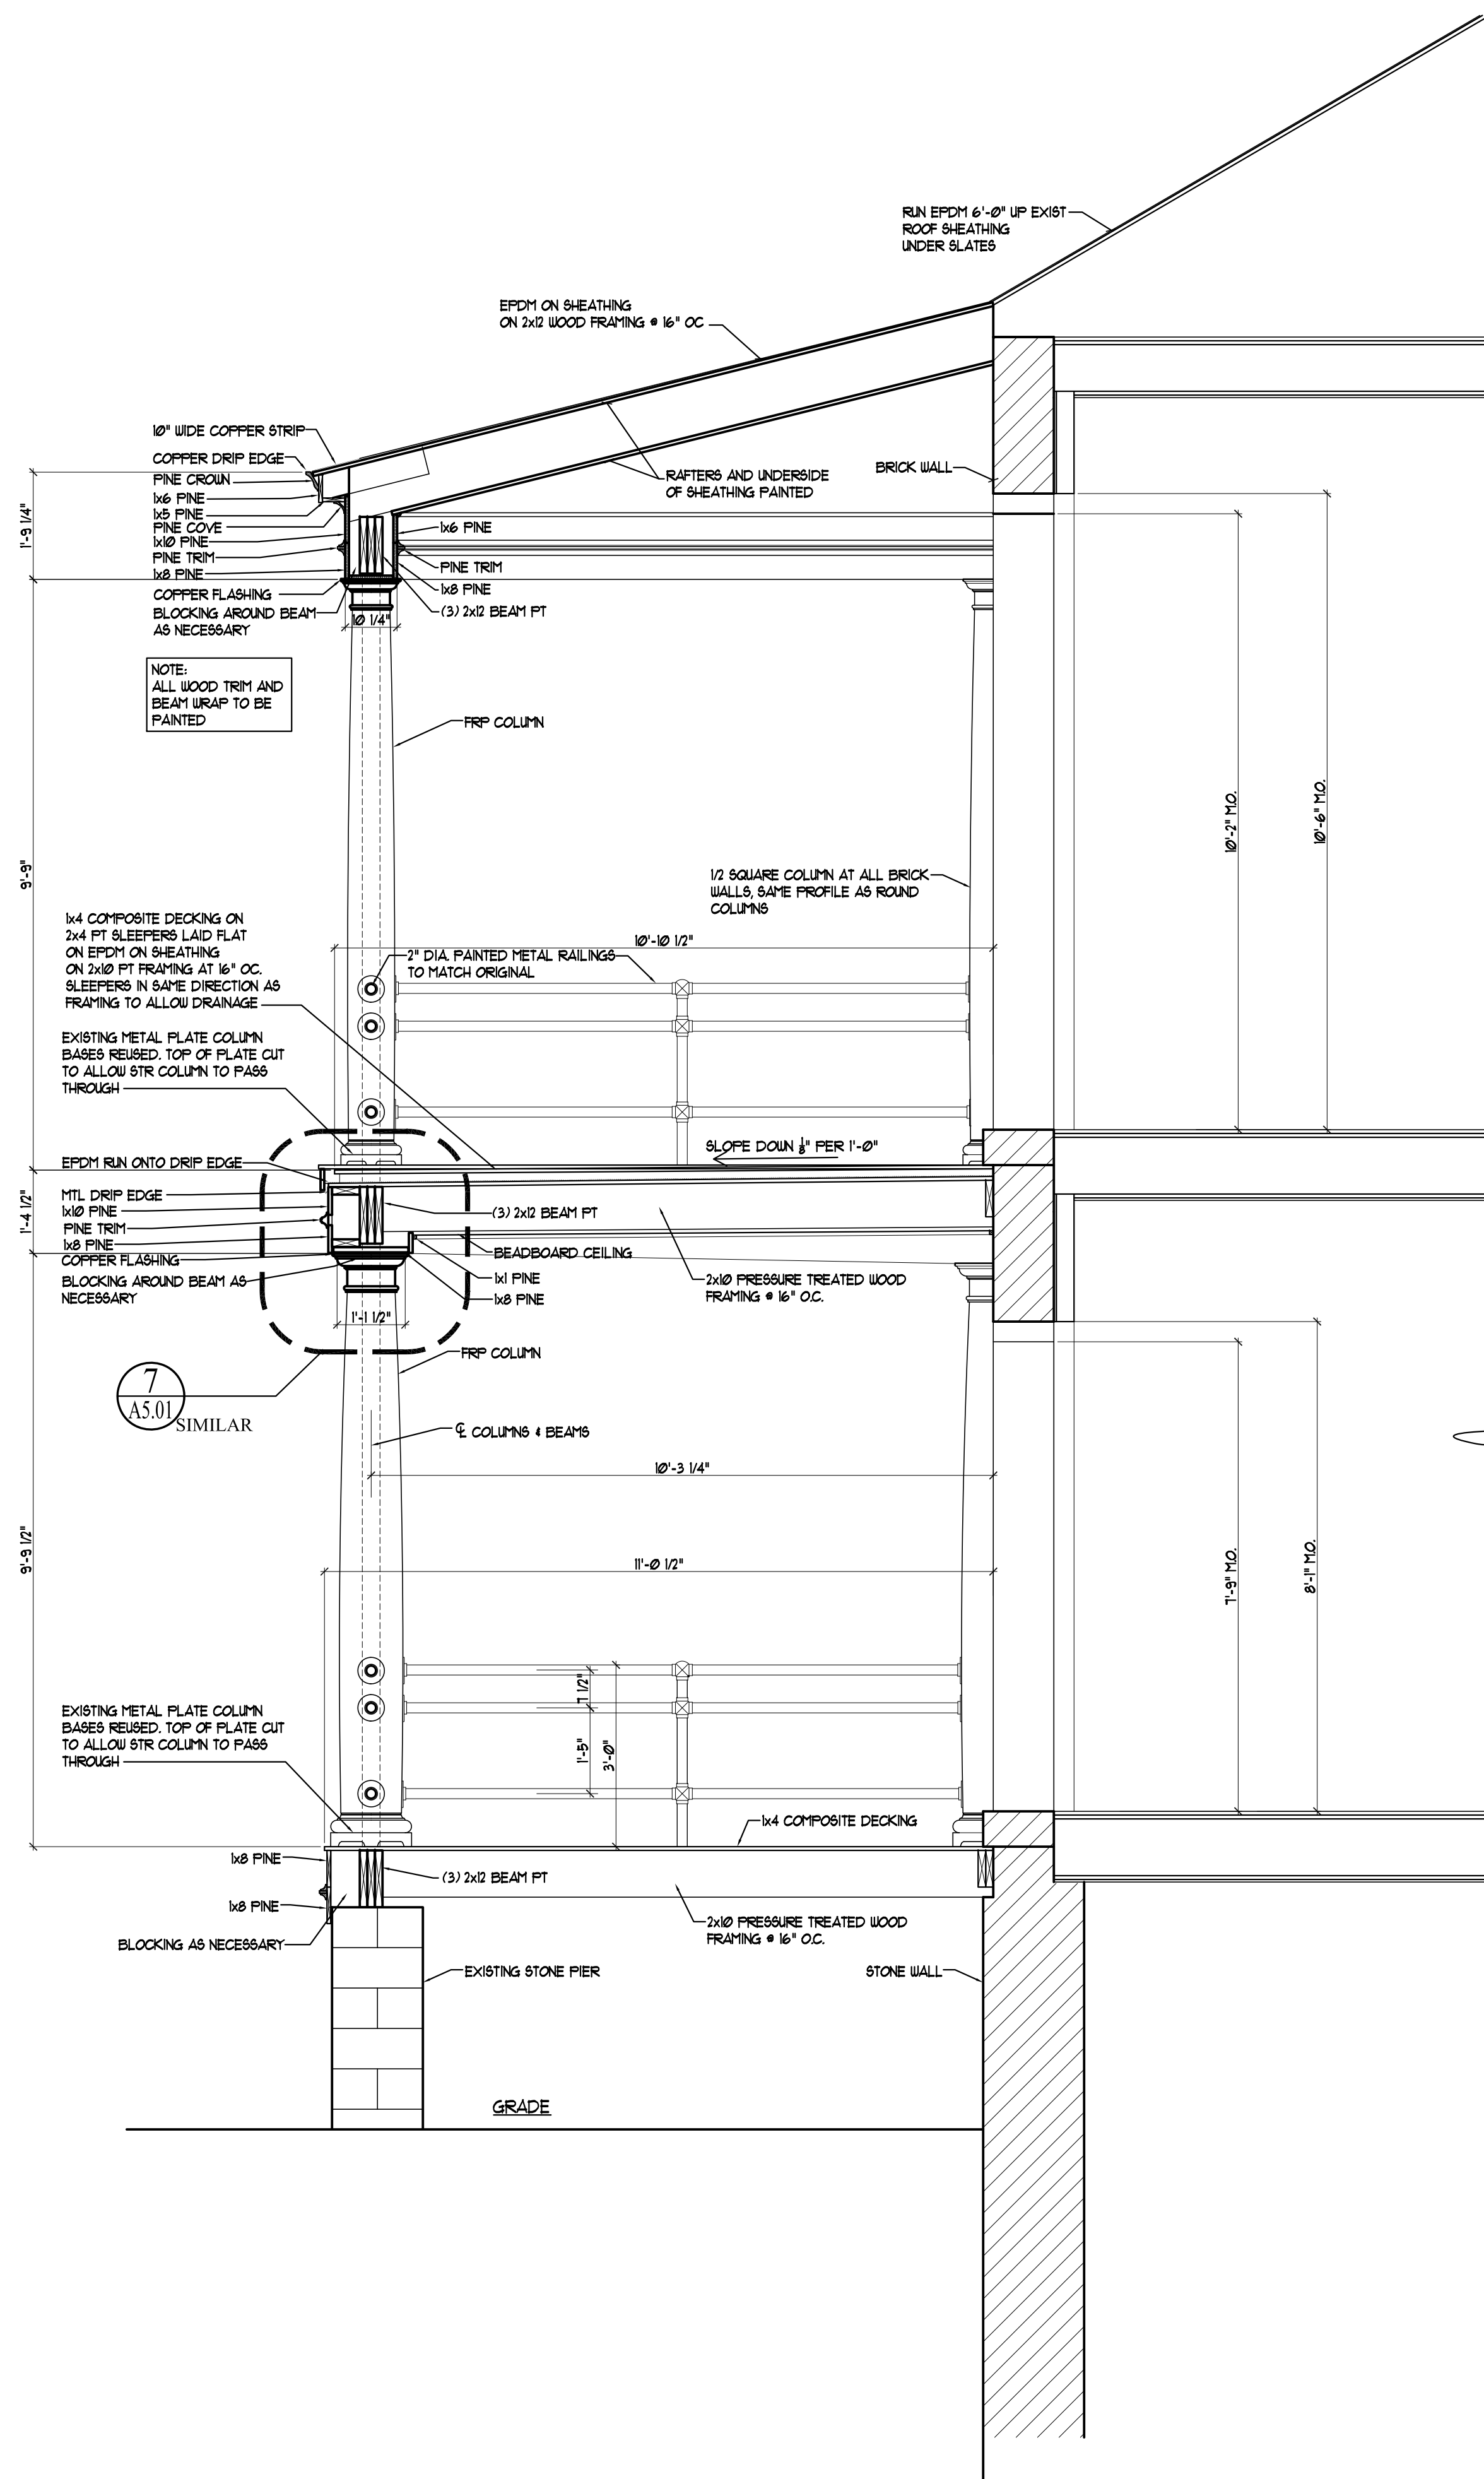 RUN EPDM 6'-0" UP EXIST
ROOF SHEATHING
UNDER SLATES
EPDM ON SHEATHING
ON 2x12 WOOD FRAMING @ 16" OC
10" WIDE COPPER STRIP
COPPER DRIP EDGE
PINE CROWN
1x6 PINE
1x5 PINE
PINE COVE
1x10 PINE
PINE TRIM
1x8 PINE
COPPER FLASHING
BLOCKING AROUND BEAM
AS NECESSARY
1'-9 1/4"
RAFTERS AND UNDERSIDE
OF SHEATHING PAINTED
BRICK WALL
1x6 PINE
PINE TRIM
1x8 PINE
(3) 2x12 BEAM PT
10 1/4"
NOTE:
ALL WOOD TRIM AND
BEAM WRAP TO BE
PAINTED
FRP COLUMN
9'-9"
10'-2" M.O.
10'-6" M.O.
1/2 SQUARE COLUMN AT ALL BRICK
WALLS, SAME PROFILE AS ROUND
COLUMNS
1x4 COMPOSITE DECKING ON
2x4 PT SLEEPERS LAID FLAT
ON EPDM ON SHEATHING
ON 2x10 PT FRAMING AT 16" OC.
SLEEPERS IN SAME DIRECTION AS
FRAMING TO ALLOW DRAINAGE
10'-10 1/2"
2" DIA. PAINTED METAL RAILINGS
TO MATCH ORIGINAL
EXISTING METAL PLATE COLUMN
BASES REUSED. TOP OF PLATE CUT
TO ALLOW STR COLUMN TO PASS
THROUGH
SLOPE DOWN 1/8" PER 1'-0"
EPDM RUN ONTO DRIP EDGE
MTL DRIP EDGE
1x10 PINE
PINE TRIM
1x8 PINE
COPPER FLASHING
BLOCKING AROUND BEAM AS
NECESSARY
1'-4 1/2"
(3) 2x12 BEAM PT
BEADBOARD CEILING
1x1 PINE
1x8 PINE
2x10 PRESSURE TREATED WOOD
FRAMING @ 16" O.C.
1'-1 1/2"
FRP COLUMN
7
A5.01
SIMILAR
℄ COLUMNS & BEAMS
10'-3 1/4"
9'-9 1/2"
11'-0 1/2"
7'-9" M.O.
8'-1" M.O.
7 1/2"
1'-5"
3'-0"
EXISTING METAL PLATE COLUMN
BASES REUSED. TOP OF PLATE CUT
TO ALLOW STR COLUMN TO PASS
THROUGH
1x4 COMPOSITE DECKING
1x8 PINE
(3) 2x12 BEAM PT
1x8 PINE
2x10 PRESSURE TREATED WOOD
FRAMING @ 16" O.C.
BLOCKING AS NECESSARY
EXISTING STONE PIER
STONE WALL
GRADE